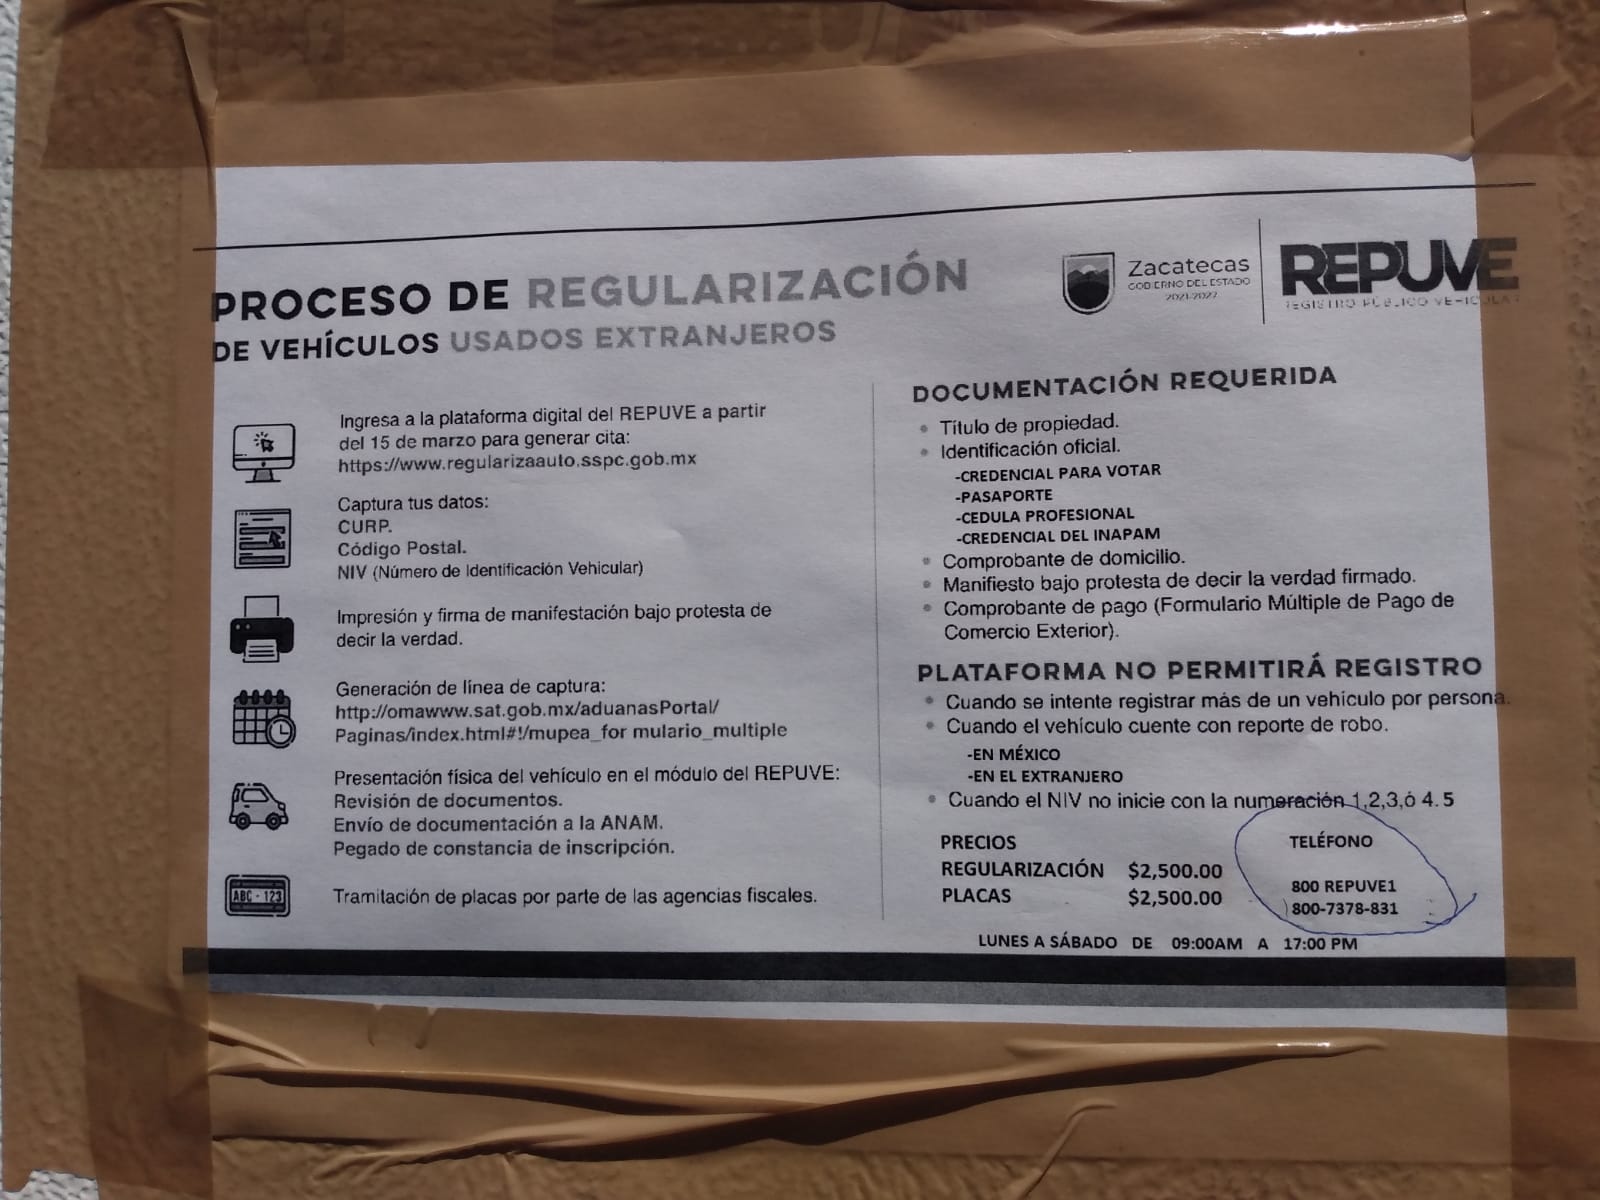 PROCESO DE REGULARIZACIÓN
DE VEHÍCULOS USADOS EXTRANJEROS
Zacatecas
GOBIERNO DEL ESTADO
2021-2027
REPUVE
REGISTRO PÚBLICO VEHICULAR
Ingresa a la plataforma digital del REPUVE a partir
del 15 de marzo para generar cita:
https://www.regularizaauto.sspc.gob.mx
Captura tus datos:
CURP.
Código Postal.
NIV (Número de Identificación Vehicular)
Impresión y firma de manifestación bajo protesta de
decir la verdad.
Generación de línea de captura:
http://omawww.sat.gob.mx/aduanasPortal/
Paginas/index.html#!/mupea_for mulario_multiple
Presentación física del vehículo en el módulo del REPUVE:
Revisión de documentos.
Envío de documentación a la ANAM.
Pegado de constancia de inscripción.
ABC - 123
Tramitación de placas por parte de las agencias fiscales.
DOCUMENTACIÓN REQUERIDA
• Título de propiedad.
• Identificación oficial.
-CREDENCIAL PARA VOTAR
-PASAPORTE
-CEDULA PROFESIONAL
-CREDENCIAL DEL INAPAM
• Comprobante de domicilio.
• Manifiesto bajo protesta de decir la verdad firmado.
• Comprobante de pago (Formulario Múltiple de Pago de
Comercio Exterior).
PLATAFORMA NO PERMITIRÁ REGISTRO
• Cuando se intente registrar más de un vehículo por persona.
• Cuando el vehículo cuente con reporte de robo.
-EN MÉXICO
-EN EL EXTRANJERO
• Cuando el NIV no inicie con la numeración 1,2,3,ó 4. 5
PRECIOS
REGULARIZACIÓN $2,500.00
PLACAS $2,500.00
TELÉFONO
800 REPUVE1
800-7378-831
LUNES A SÁBADO DE 09:00AM A 17:00 PM